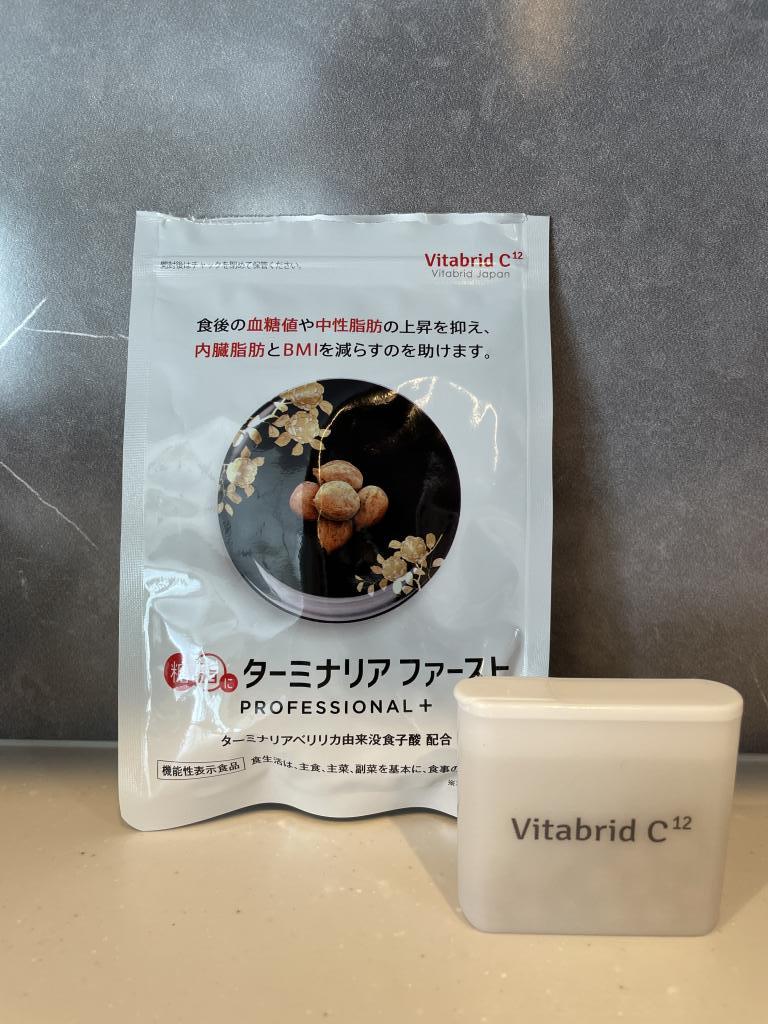 開封後はチャックを閉めて保管ください。
Vitabrid C¹²
Vitabrid Japan
食後の血糖値や中性脂肪の上昇を抑え、
内臓脂肪とBMIを減らすのを助けます。
に ターミナリア ファースト
PROFESSIONAL+
ターミナリアベリリカ由来没食子酸 配合
機能性表示食品 食生活は、主食、主菜、副菜を基本に、食事の
Vitabrid C¹²